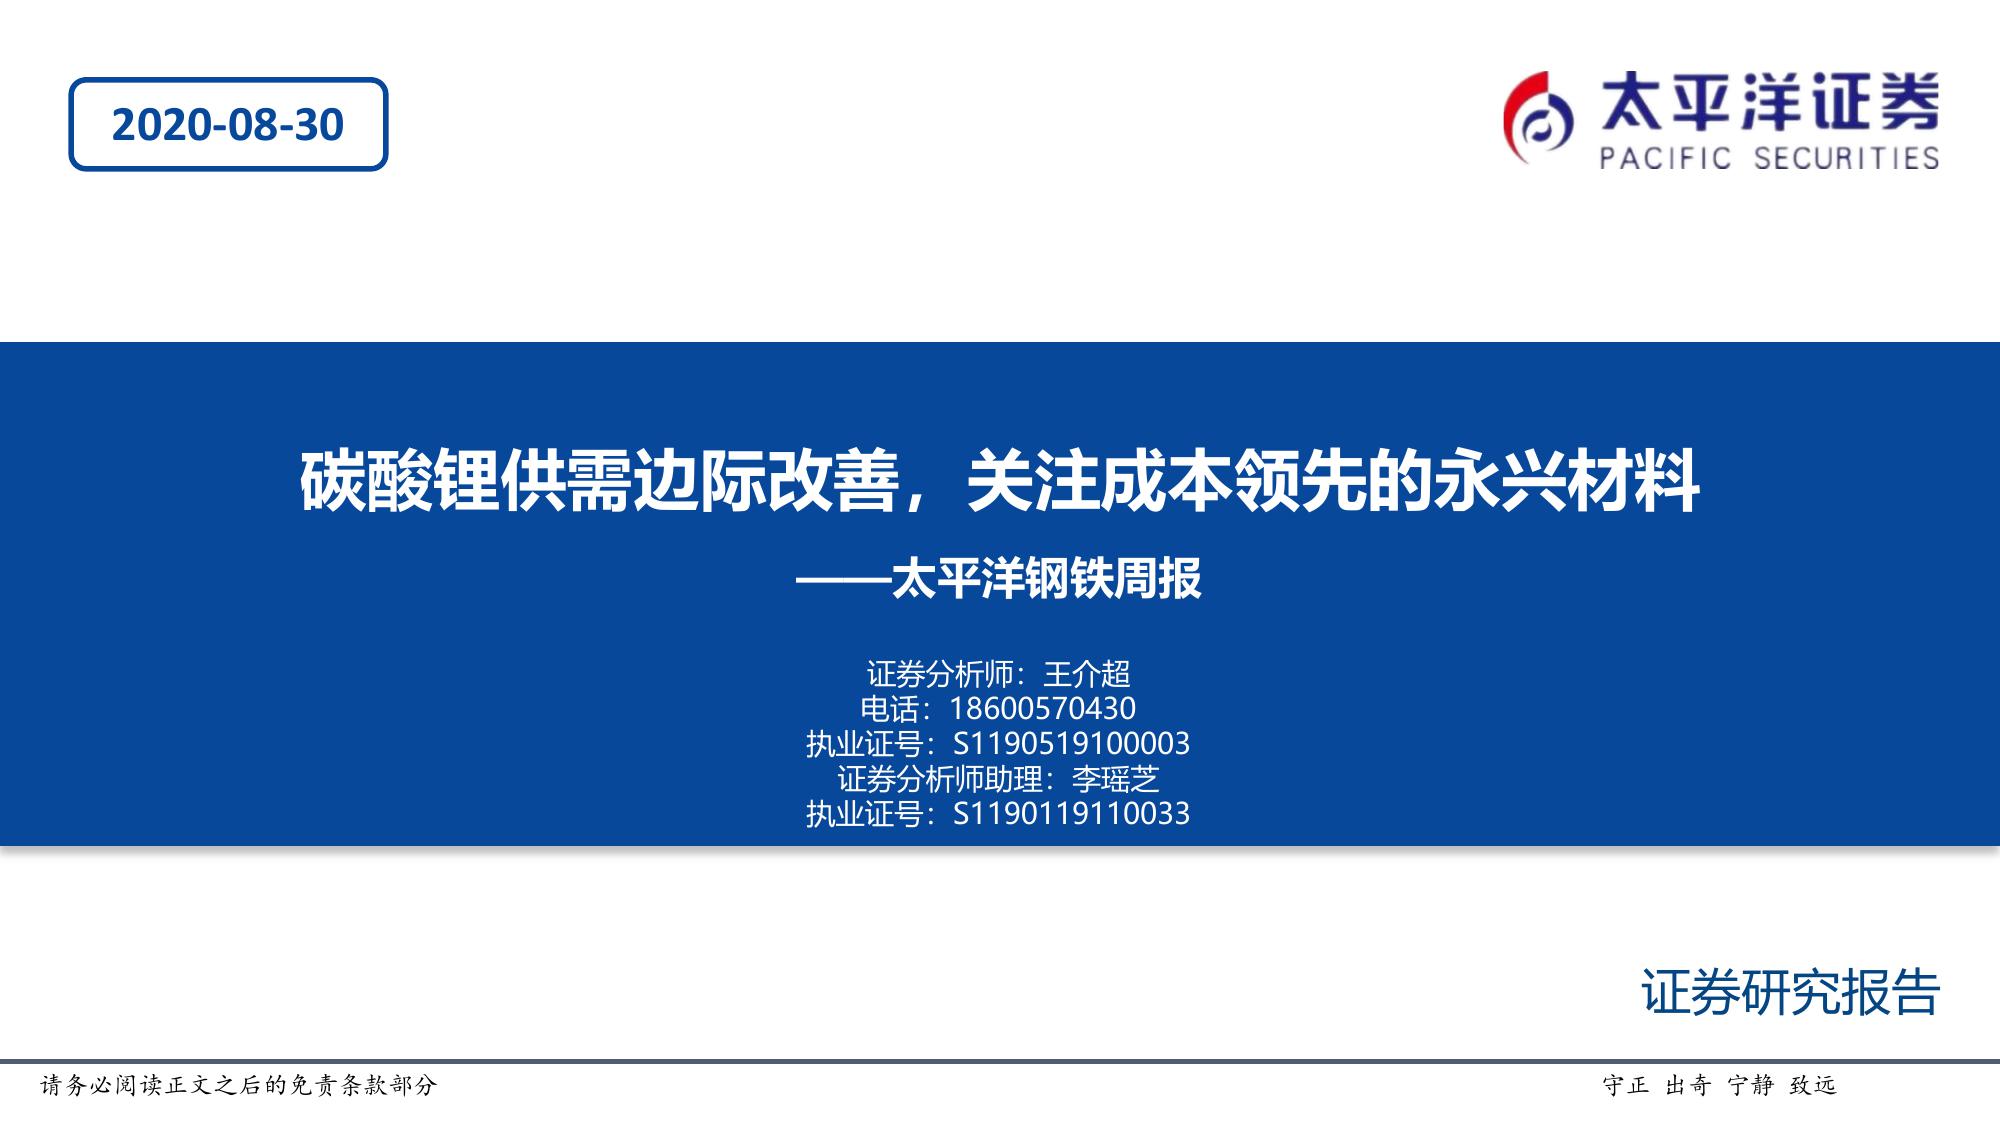 2020-08-30
太平洋证券
PACIFIC SECURITIES
碳酸锂供需边际改善，关注成本领先的永兴材料
——太平洋钢铁周报
证券分析师：王介超
电话：18600570430
执业证号：S1190519100003
证券分析师助理：李瑶芝
执业证号：S1190119110033
证券研究报告
请务必阅读正文之后的免责条款部分
守正 出奇 宁静 致远